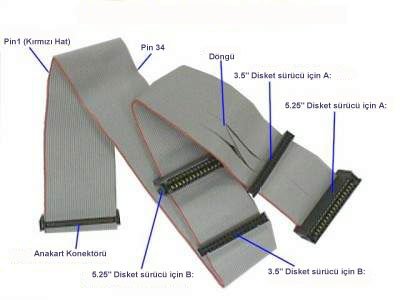 Pin1 (Kırmızı Hat)
Pin 34
Döngü
3.5" Disket sürücü için A:
5.25" Disket sürücü için A:
Anakart Konektörü
5.25" Disket sürücü için B:
3.5" Disket sürücü için B: